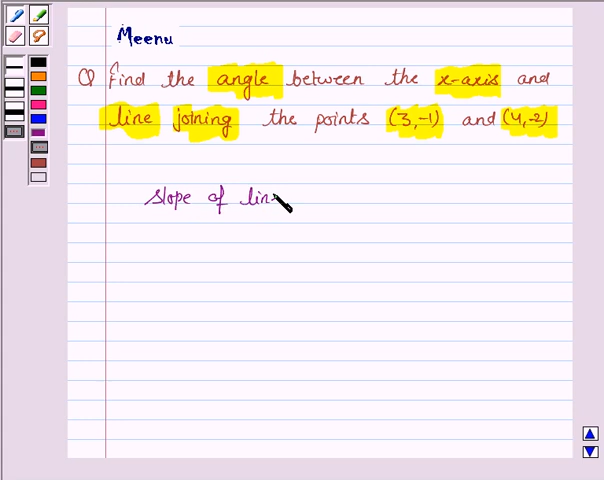 Meenu
Q Find the angle between the x-axis and
line joining the points (3,-1) and (4,-2)
slope of line